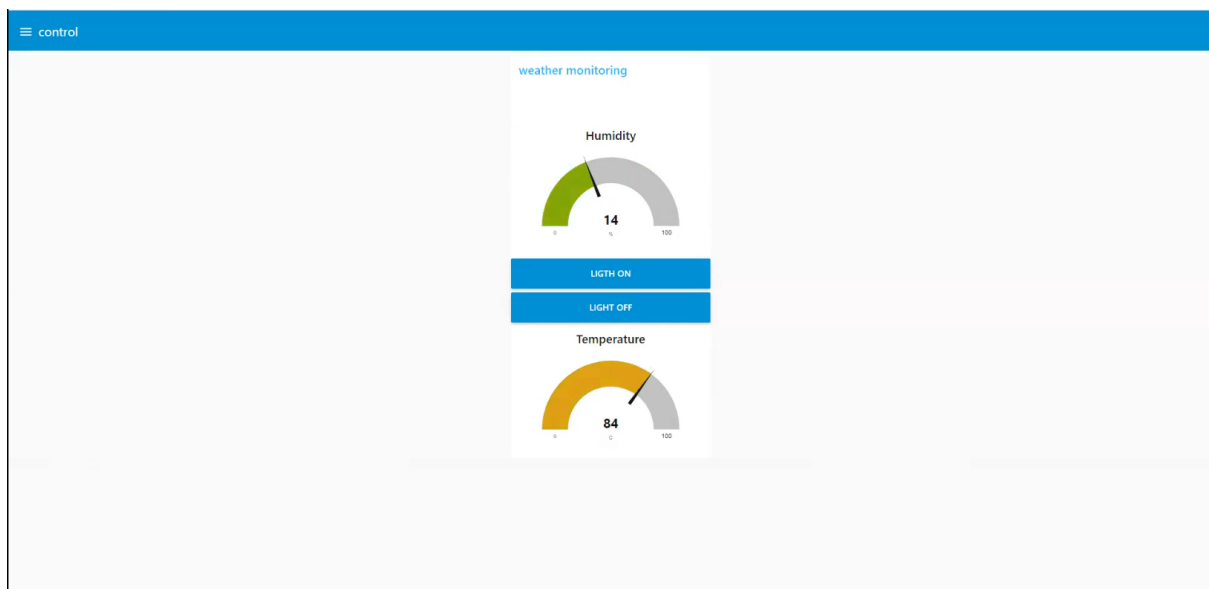 control
weather monitoring
Humidity
14
100
LIGTH ON
LIGHT OFF
Temperature
84
100